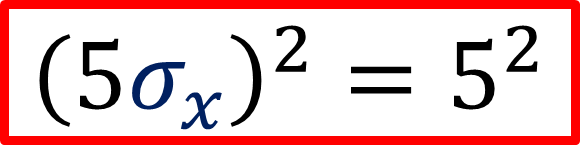 (5σₓ)² = 5²